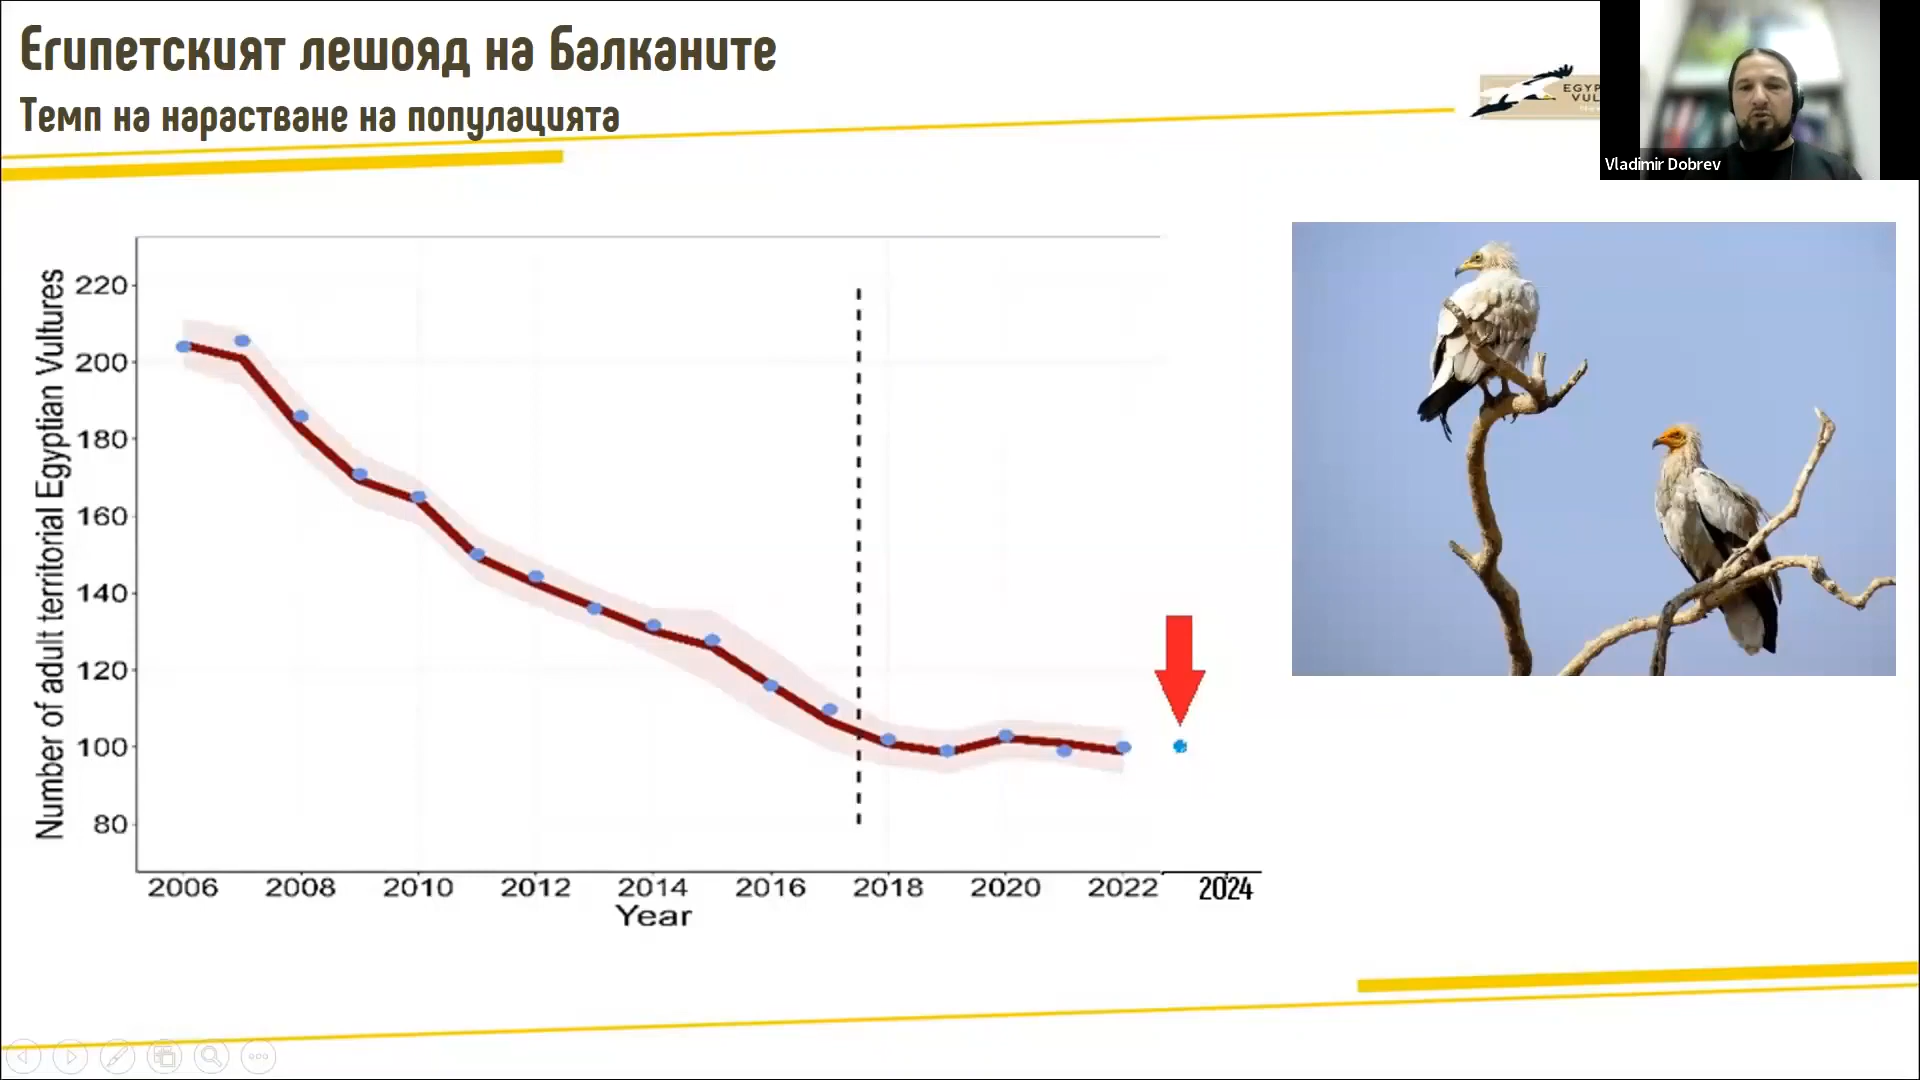 Египетският лешояд на Балканите
Темп на нарастване на популацията
Vladimir Dobrev
Number of adult territorial Egyptian Vultures
220
200
180
160
140
120
100
80
2006 2008 2010 2012 2014 2016 2018 2020 2022 2024
Year